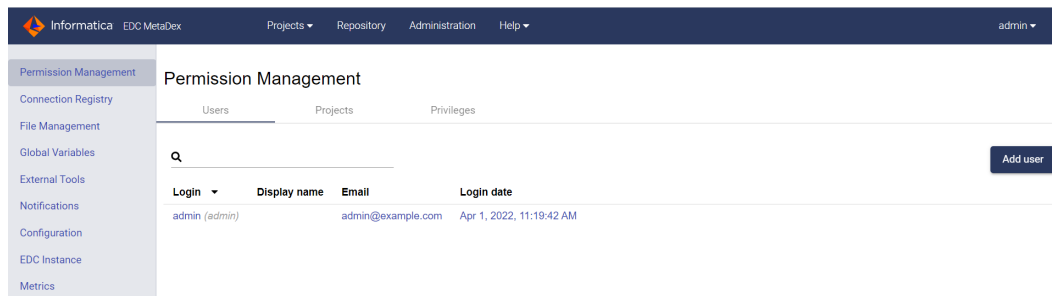 Informatica EDC MetaDex Projects Repository Administration Help admin
Permission Management
Connection Registry
File Management
Global Variables
External Tools
Notifications
Configuration
EDC Instance
Metrics
Permission Management
Users Projects Privileges
Add user
Login Display name Email Login date
admin (admin) admin@example.com Apr 1, 2022, 11:19:42 AM